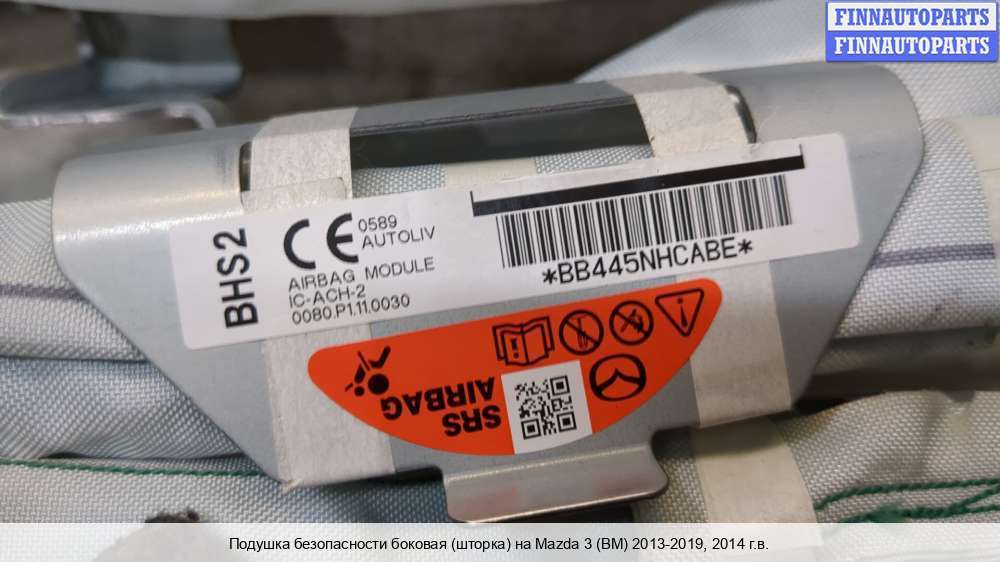 FINNAUTOPARTS
FINNAUTOPARTS
BHS2
0589
AUTOLIV
AIRBAG MODULE
IC-ACH-2
0080.P1.11.0030
*BB445NHCABE*
SRS
AIRBAG
Подушка безопасности боковая (шторка) на Mazda 3 (BM) 2013-2019, 2014 г.в.